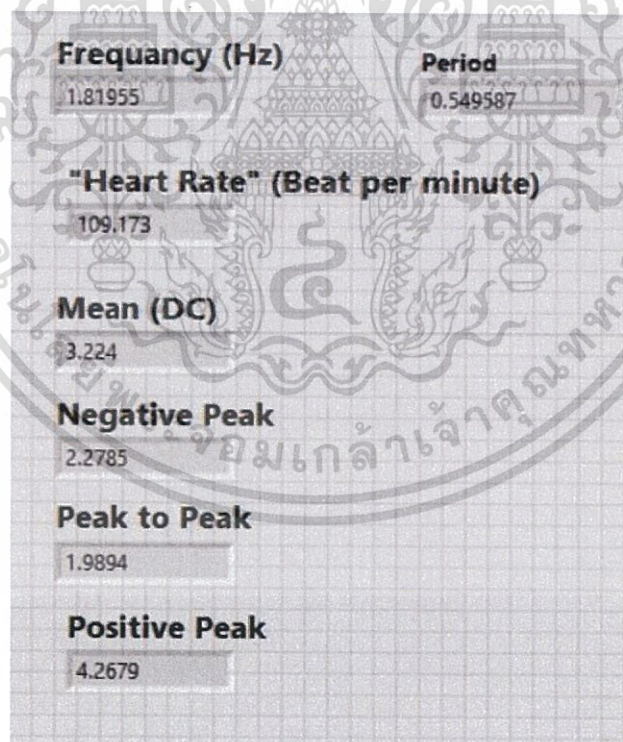 Frequancy (Hz) Period
1.81955 0.549587
"Heart Rate" (Beat per minute)
109.173
Mean (DC)
3.224
Negative Peak
2.2785
Peak to Peak
1.9894
Positive Peak
4.2679